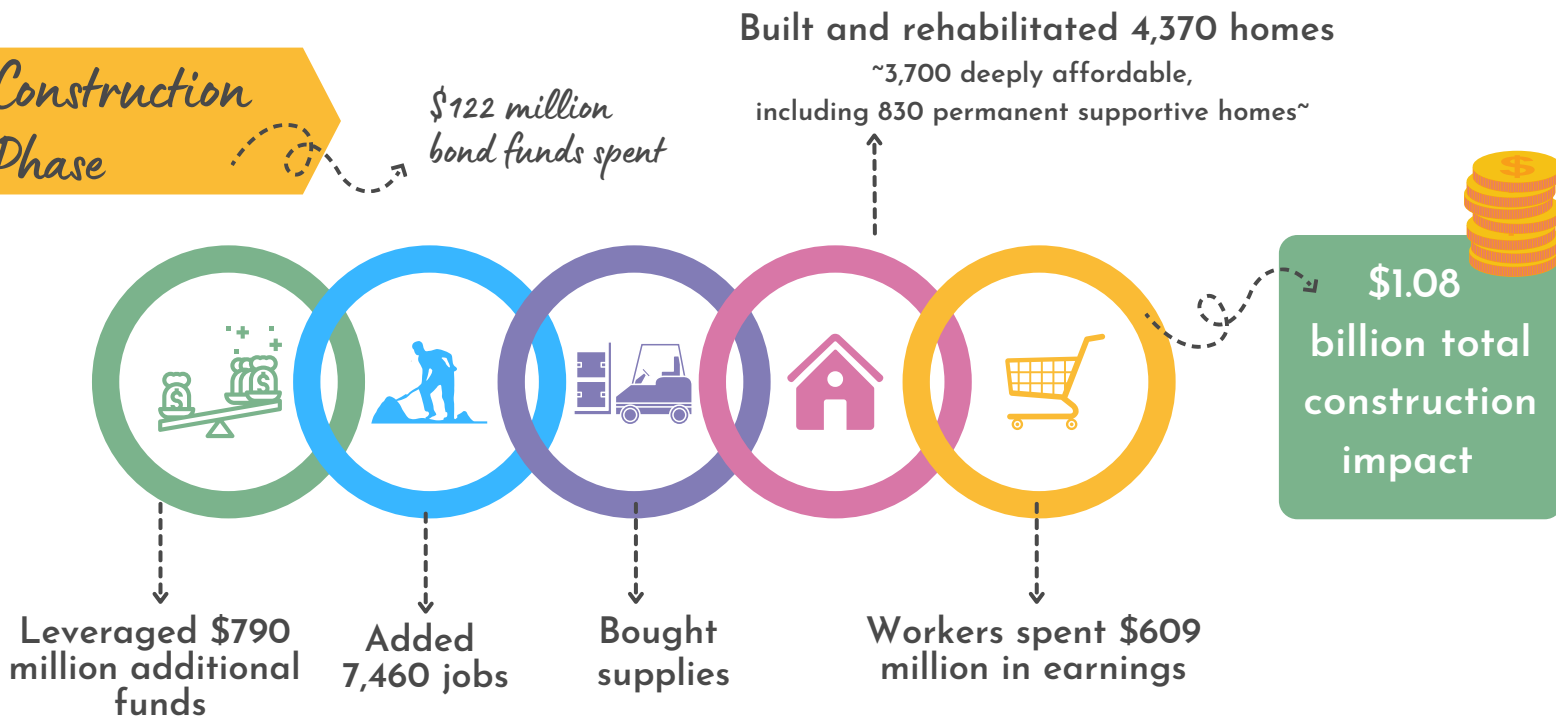 Construction
Phase
$122 million
bond funds spent
Built and rehabilitated 4,370 homes
~3,700 deeply affordable,
including 830 permanent supportive homes~
$
$ $
$1.08
billion total
construction
impact
Leveraged $790
million additional
funds
Added
7,460 jobs
Bought
supplies
Workers spent $609
million in earnings